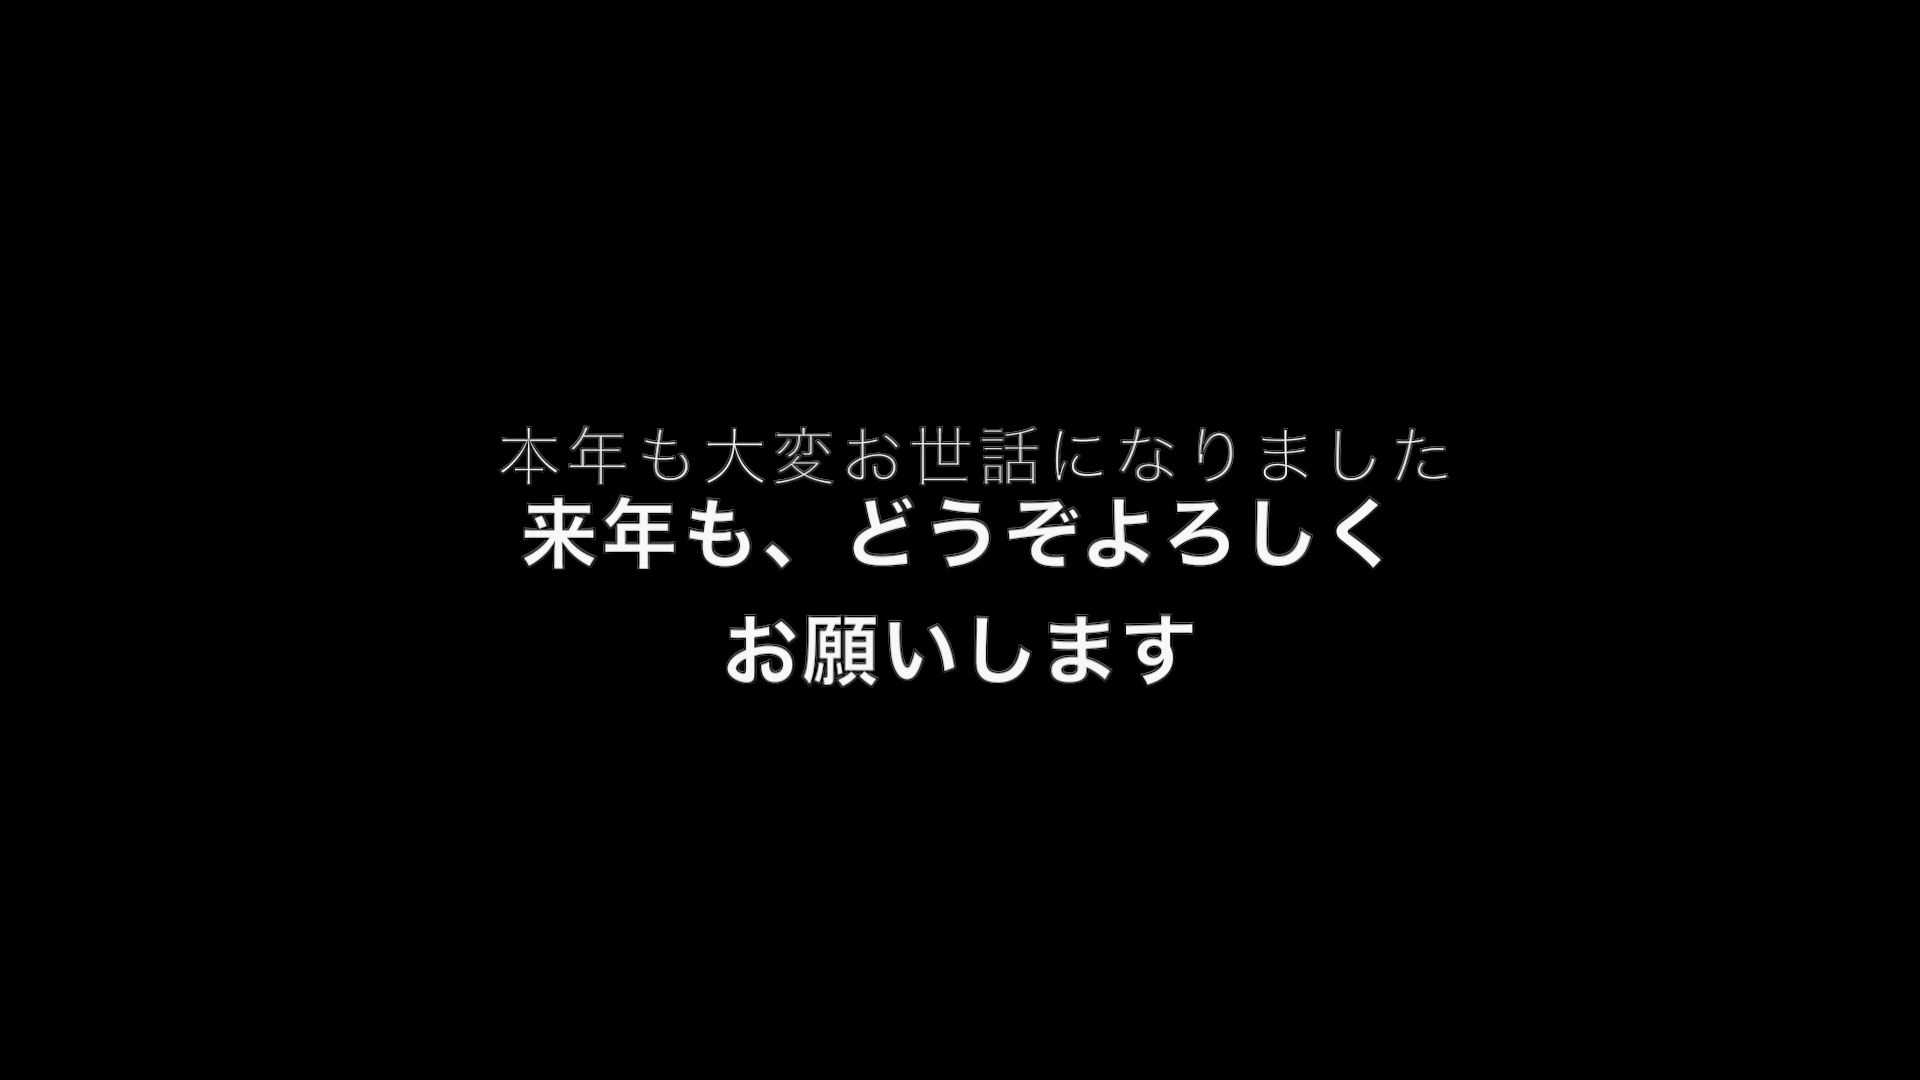 本年も大変お世話になりました
来年も、どうぞよろしく
お願いします